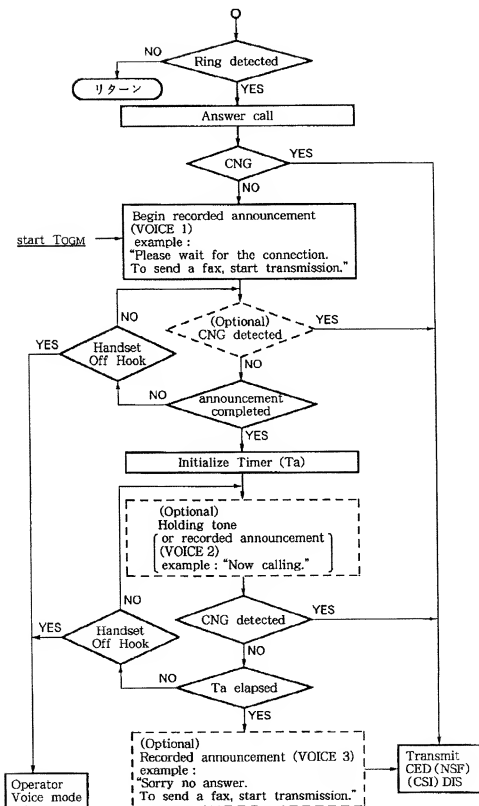 Ring detected
NO
YES
リターン
Answer call
CNG
YES
NO
Begin recorded announcement
(VOICE 1)
example :
“Please wait for the connection.
To send a fax, start transmission.”
start TOGM
NO
YES
(Optional)
CNG detected
YES
Handset
Off Hook
NO
NO
announcement
completed
YES
Initialize Timer (Ta)
(Optional)
Holding tone
or recorded announcement
(VOICE 2)
example : “Now calling.”
NO
YES
Handset
Off Hook
CNG detected
YES
NO
NO
Ta elapsed
YES
(Optional)
Recorded announcement (VOICE 3)
example :
“Sorry no answer.
To send a fax, start transmission.”
Operator
Voice mode
Transmit
CED (NSF)
(CSI) DIS